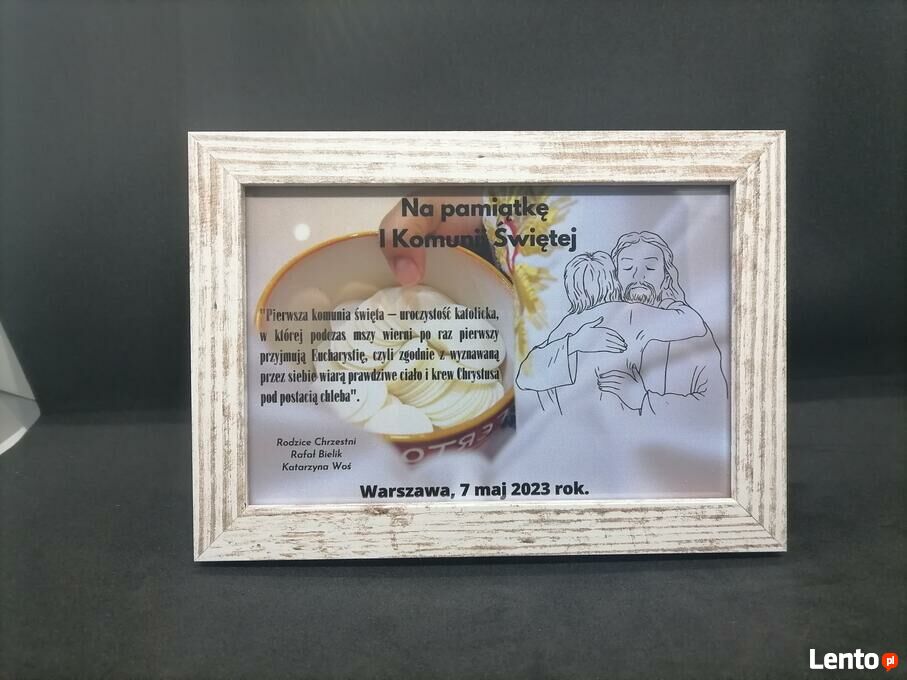 Na pamiątkę
I Komunii Świętej
"Pierwsza komunia święta – uroczystość katolicka,
w której podczas mszy wierni po raz pierwszy
przyjmują Eucharystię, czyli zgodnie z wyznawaną
przez siebie wiarą prawdziwe ciało i krew Chrystusa
pod postacią chleba".
Rodzice Chrzestni
Rafał Bielik
Katarzyna Woś
Warszawa, 7 maj 2023 rok.
Lento pl